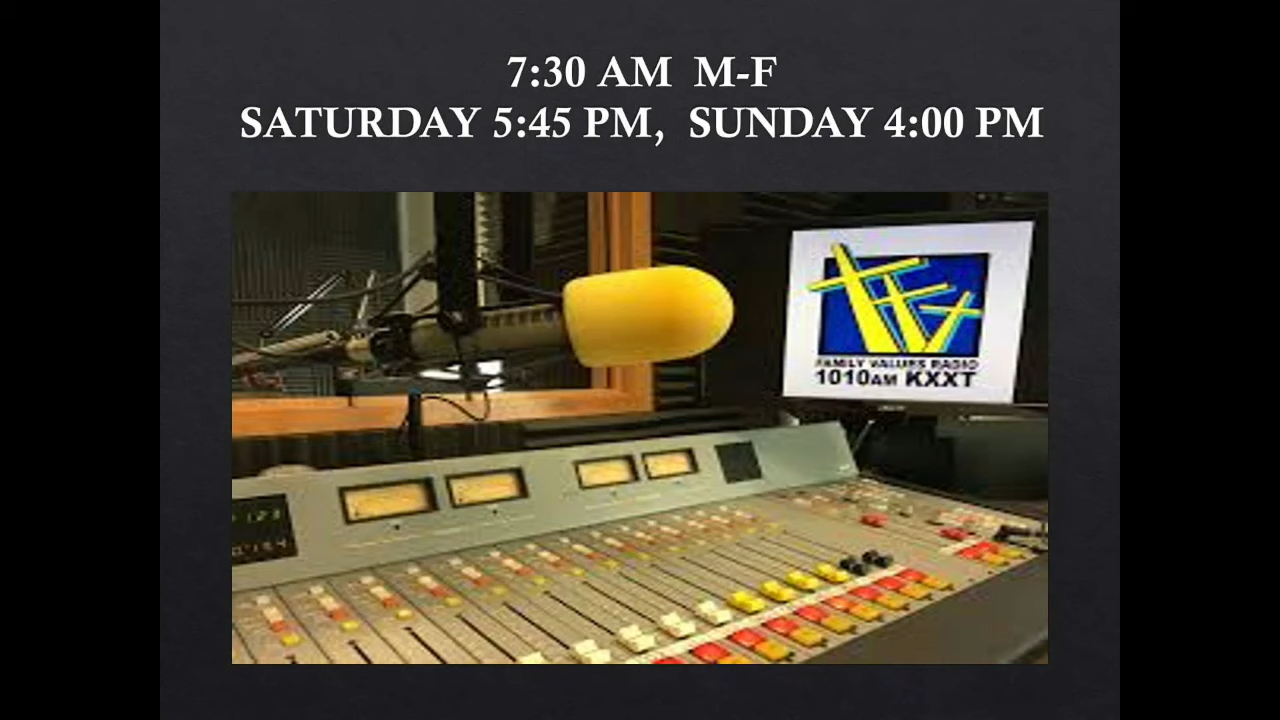 7:30 AM  M-F
SATURDAY 5:45 PM,  SUNDAY 4:00 PM
FAMILY VALUES RADIO
1010AM KXXT